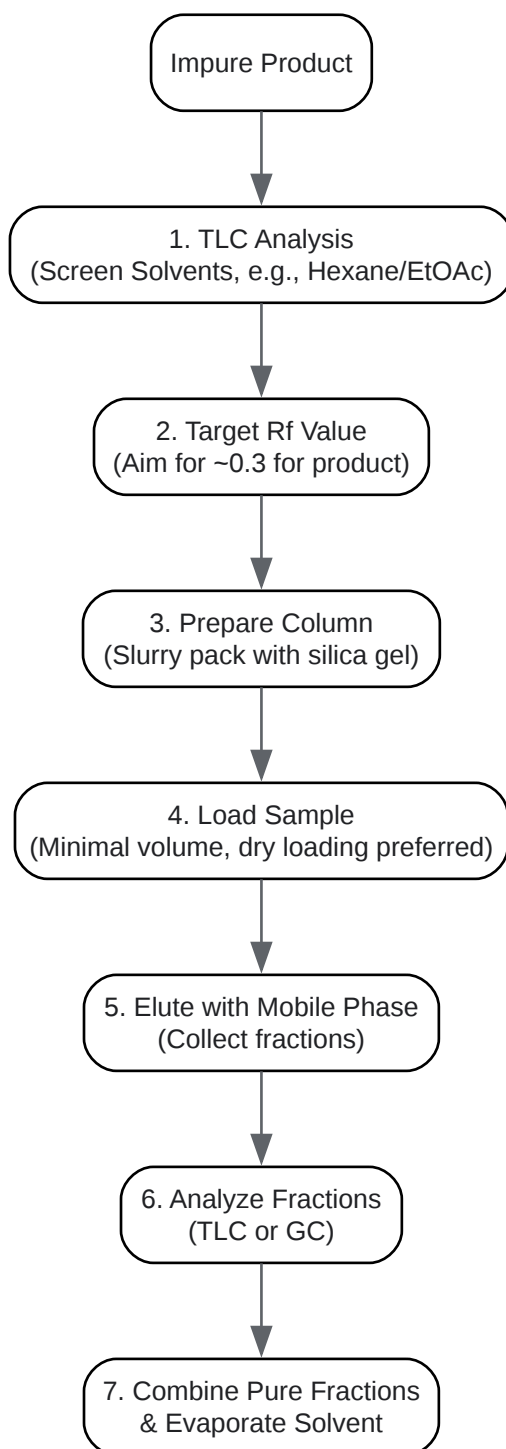 Impure Product
1. TLC Analysis
(Screen Solvents, e.g., Hexane/EtOAc)
2. Target Rf Value
(Aim for ~0.3 for product)
3. Prepare Column
(Slurry pack with silica gel)
4. Load Sample
(Minimal volume, dry loading preferred)
5. Elute with Mobile Phase
(Collect fractions)
6. Analyze Fractions
(TLC or GC)
7. Combine Pure Fractions
& Evaporate Solvent